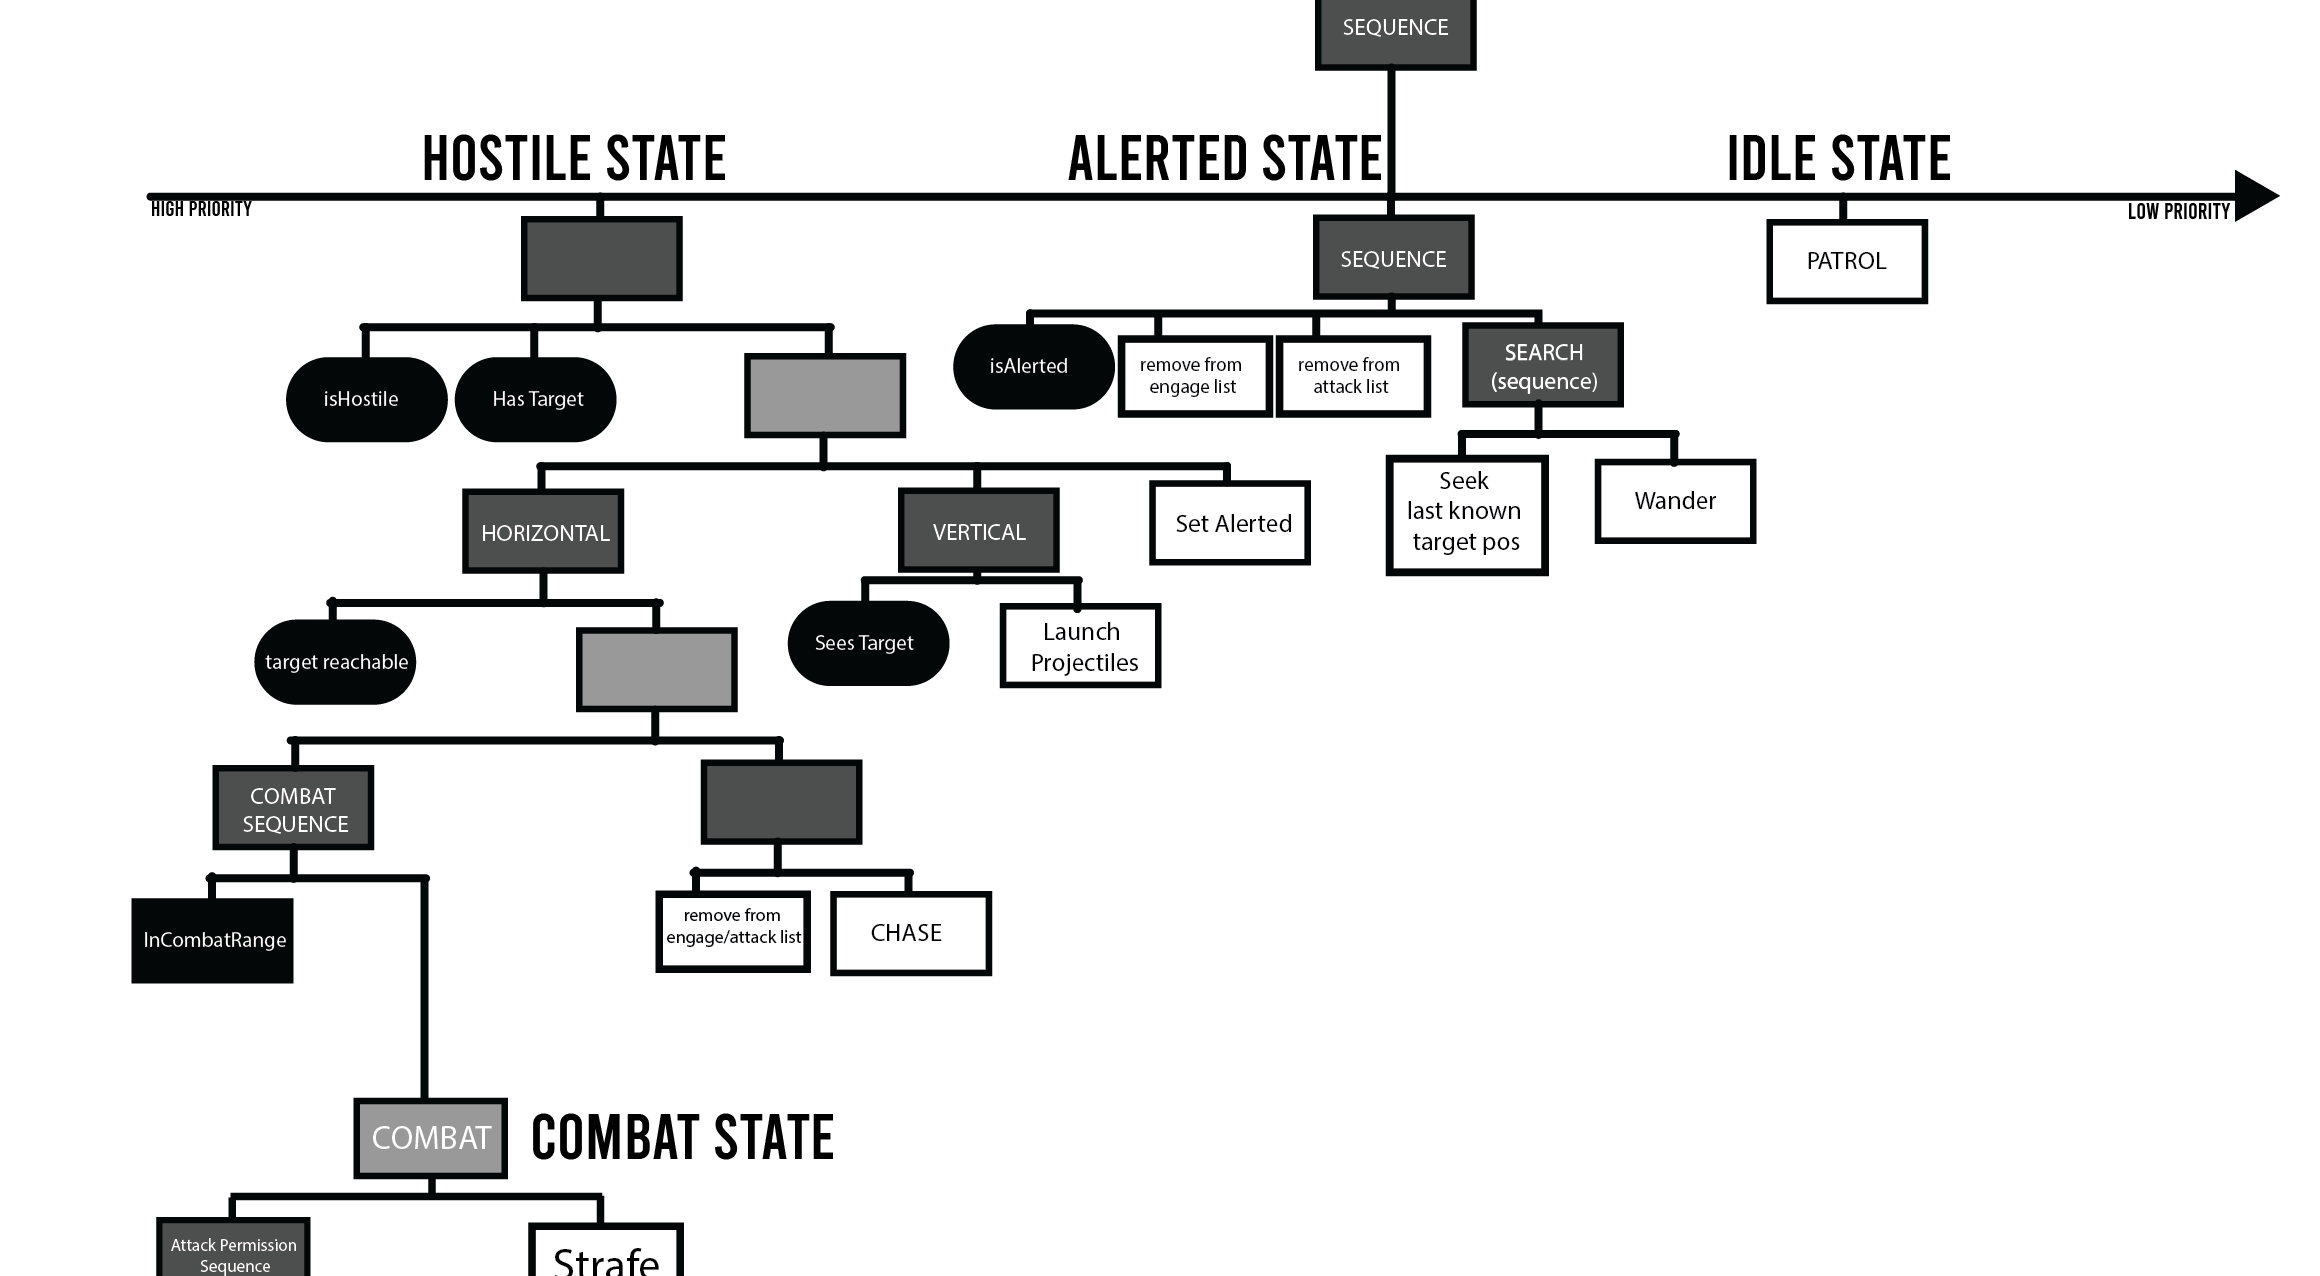 SEQUENCE
HOSTILE STATE
ALERTED STATE
IDLE STATE
HIGH PRIORITY
LOW PRIORITY
SEQUENCE
PATROL
isHostile
Has Target
isAlerted
remove from
engage list
remove from
attack list
SEARCH
(sequence)
HORIZONTAL
VERTICAL
Set Alerted
Seek
last known
target pos
Wander
target reachable
Sees Target
Launch
Projectiles
COMBAT
SEQUENCE
InCombatRange
remove from
engage/attack list
CHASE
COMBAT
COMBAT STATE
Attack Permission
Sequence
Strafe